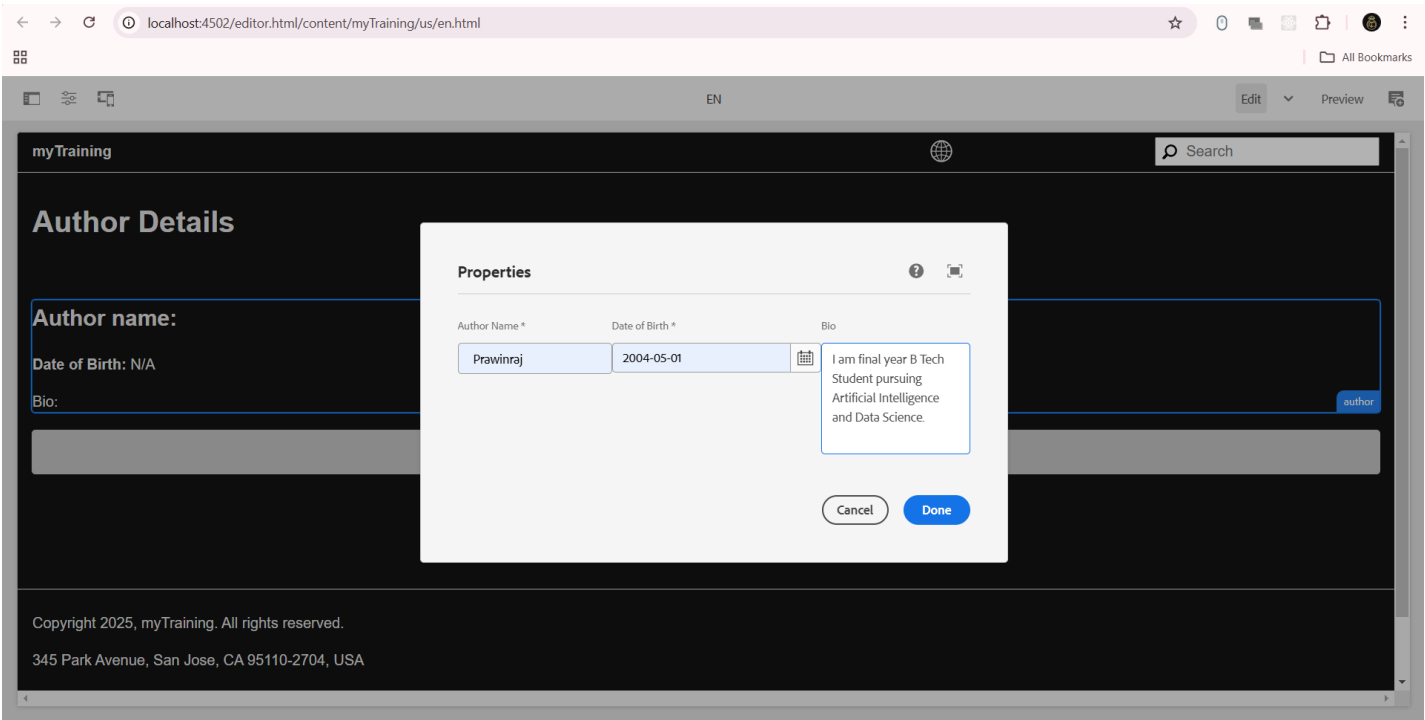 localhost:4502/editor.html/content/myTraining/us/en.html
All Bookmarks
EN
Edit
Preview
myTraining
Search
Author Details
Author name:
Date of Birth: N/A
Bio:
author
Properties
Author Name *
Date of Birth *
Bio
Prawinraj
2004-05-01
I am final year B Tech
Student pursuing
Artificial Intelligence
and Data Science.
Cancel
Done
Copyright 2025, myTraining. All rights reserved.
345 Park Avenue, San Jose, CA 95110-2704, USA